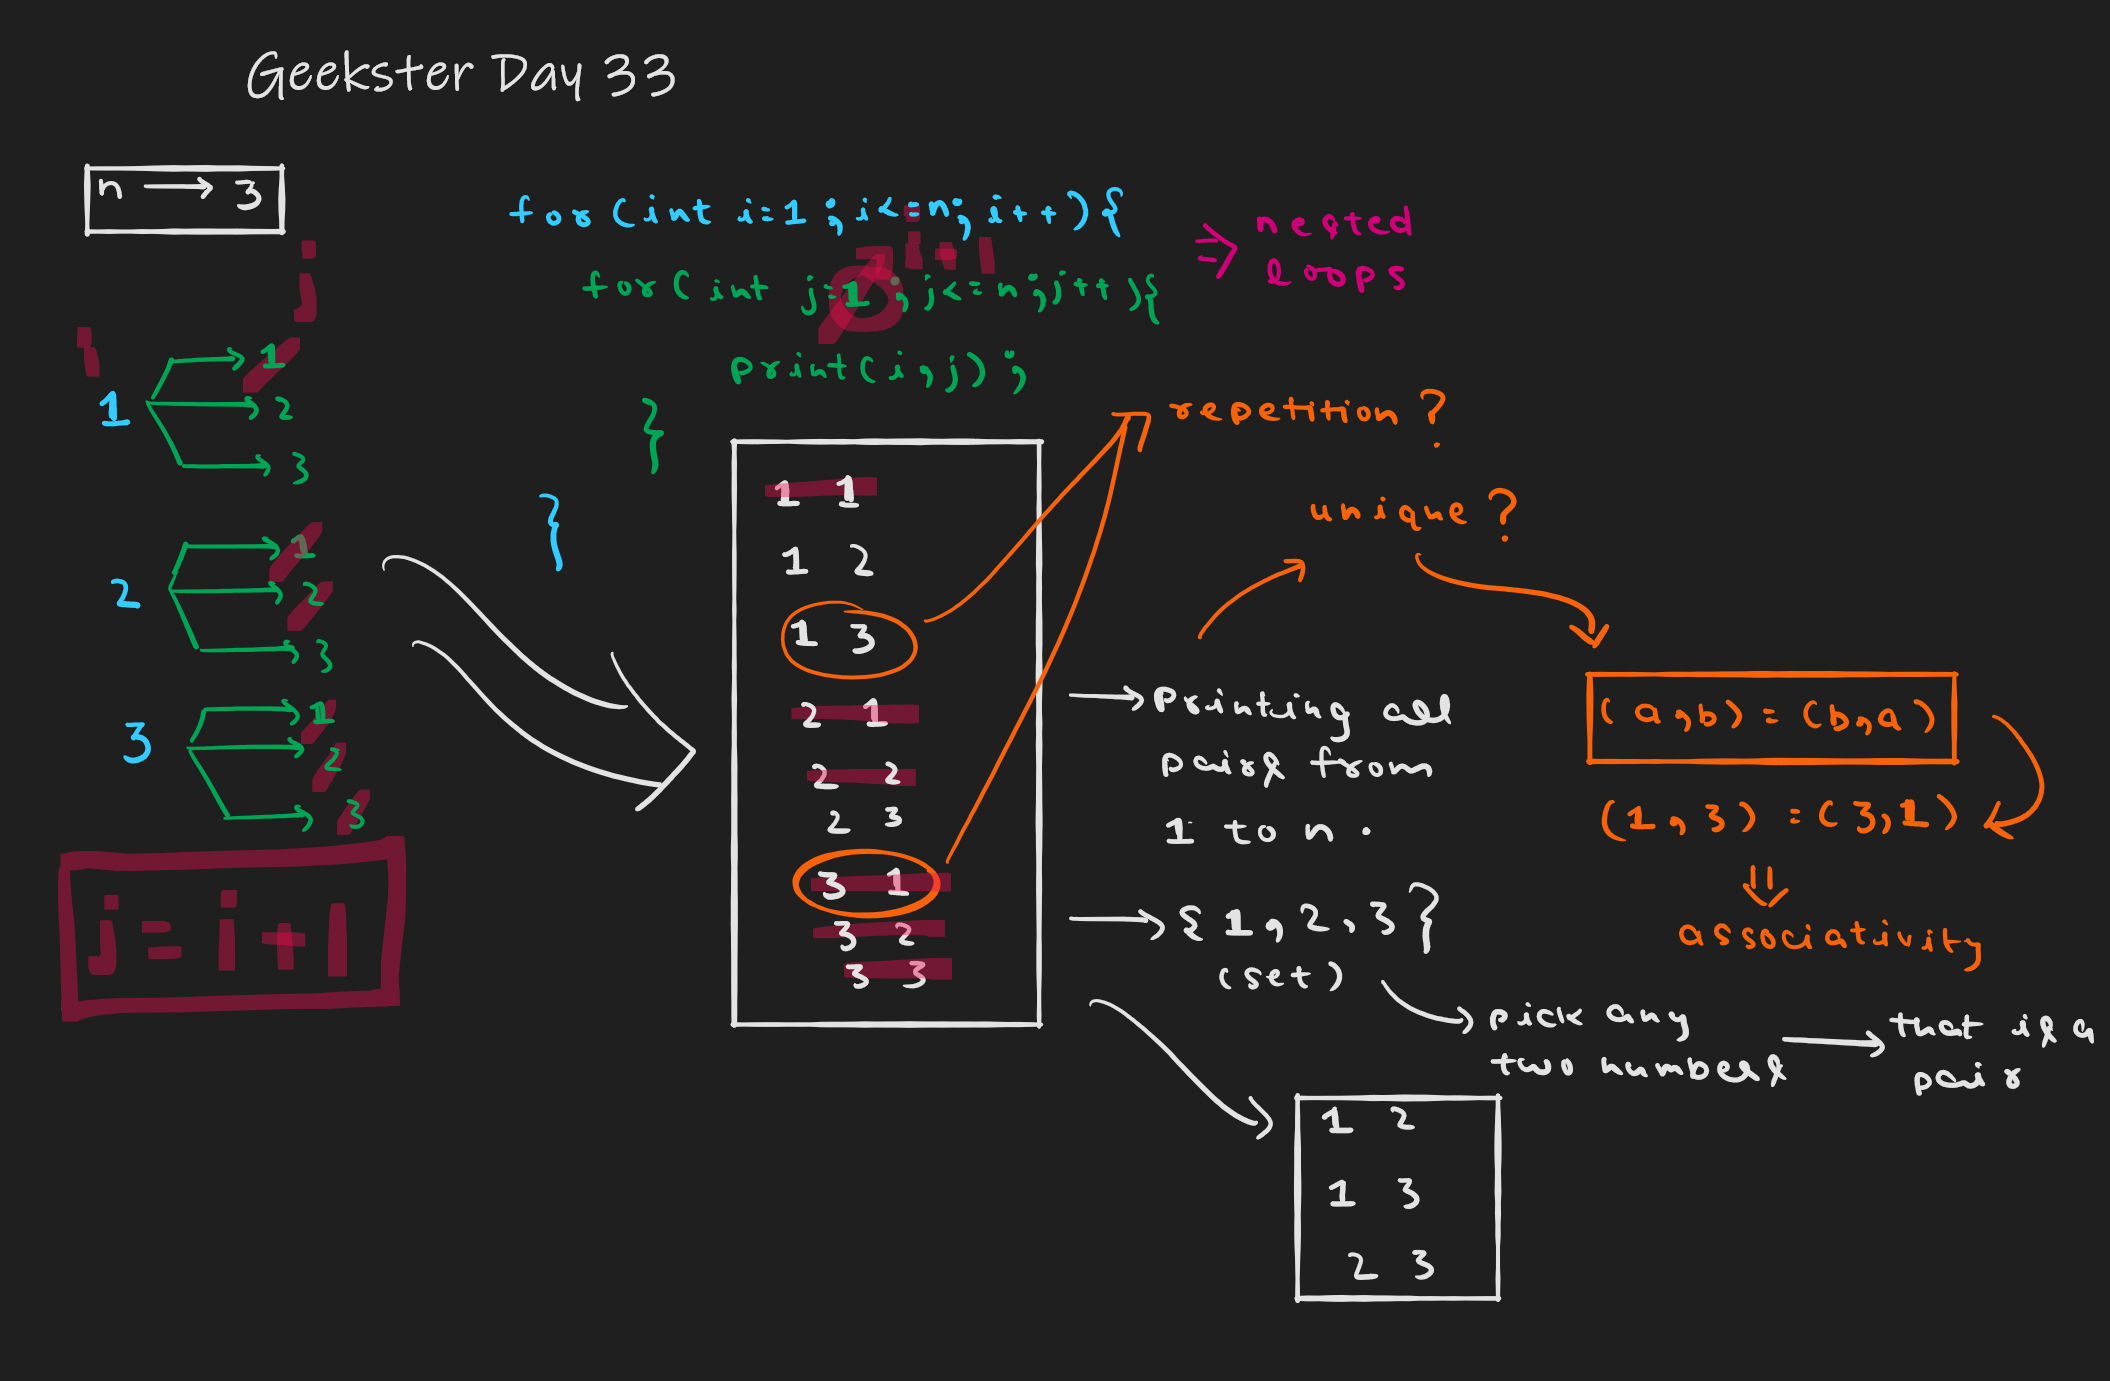 Geekster Day 33
n → 3
for (int i=1; i<=n; i++) {
i+1
for (int j=1; j<=n; j++) {
print(i, j);
}
}
⇒ nested
loops
j
i
1 → 1
→ 2
→ 3
2 → 1
→ 2
→ 3
3 → 1
→ 2
→ 3
j = i + 1
1 1
1 2
1 3
2 1
2 2
2 3
3 1
3 2
3 3
repetition ?
unique ?
→ Printing all
pairs from
1 to n .
(a, b) = (b, a)
(1, 3) = (3, 1)
⇓
associativity
→ { 1, 2, 3 }
(set)
→ pick any
two numbers
→ that is a
pair
1 2
1 3
2 3